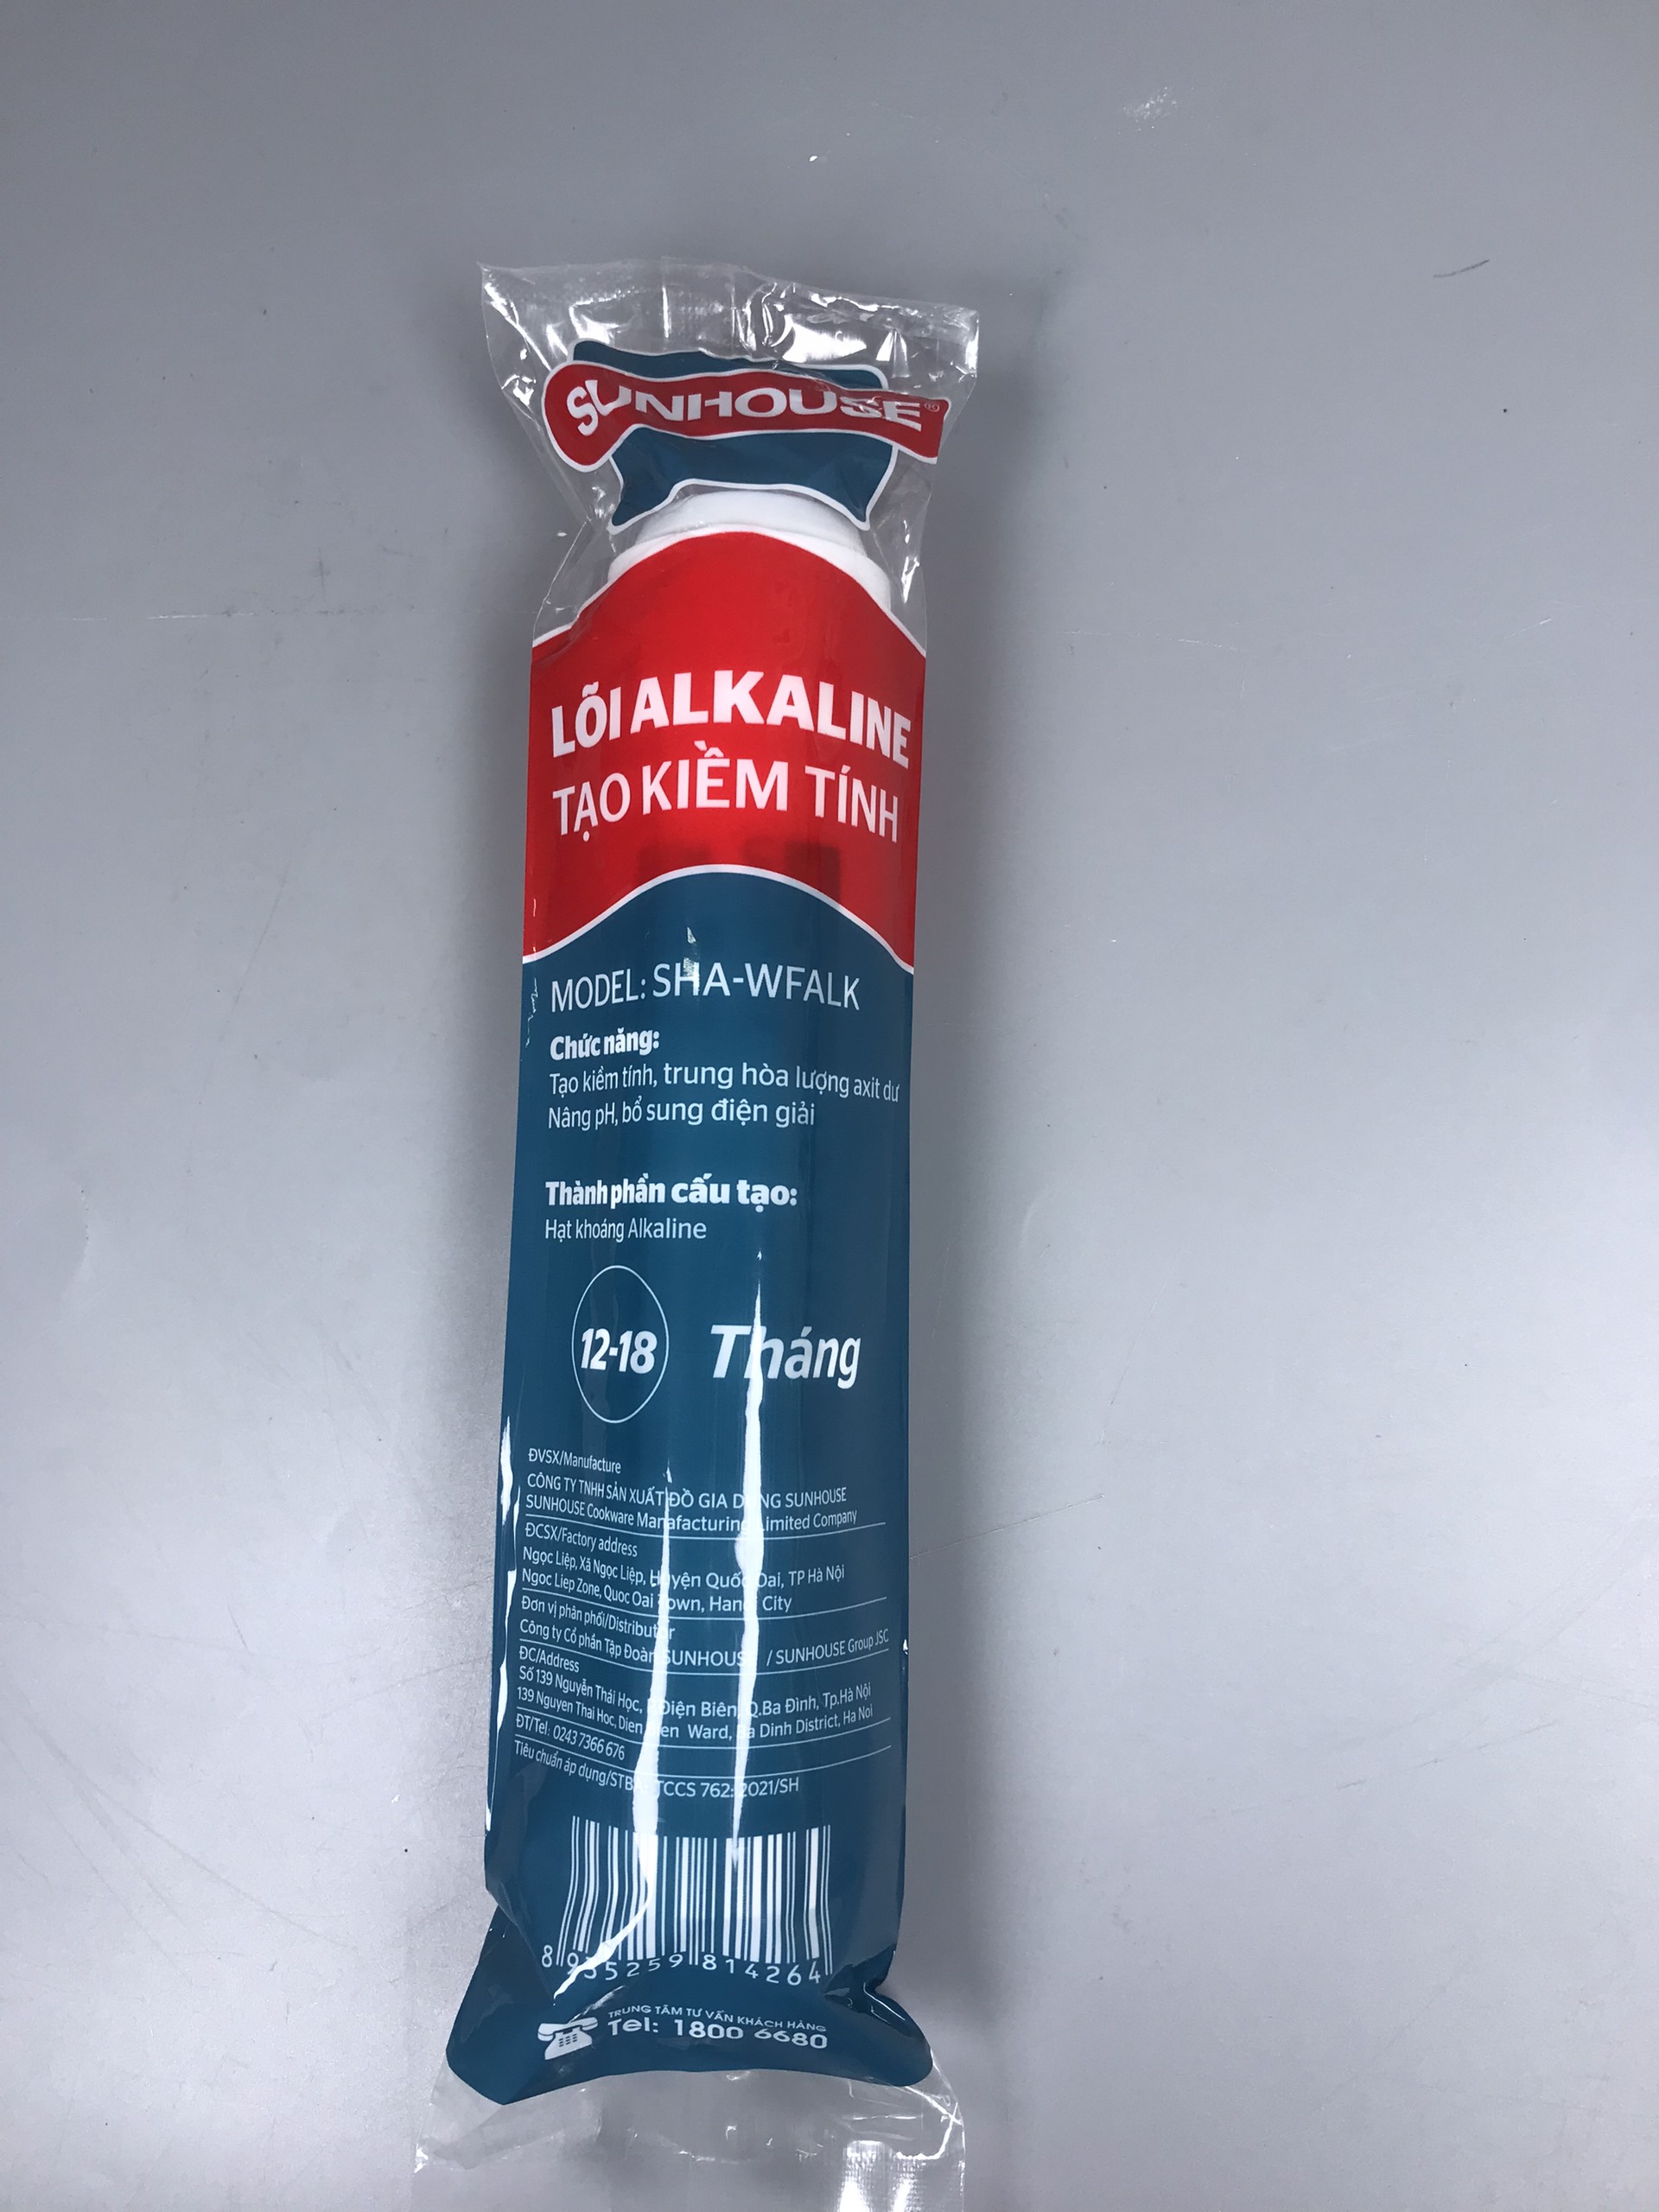 SUNHOUSE®
LÕI ALKALINE
TẠO KIỀM TÍNH
MODEL: SHA-WFALK
Chức năng:
Tạo kiềm tính, trung hòa lượng axit dư
Nâng pH, bổ sung điện giải
Thành phần cấu tạo:
Hạt khoáng Alkaline
12-18 Tháng
ĐVSX/Manufacture
CÔNG TY TNHH SẢN XUẤT ĐỒ GIA DỤNG SUNHOUSE
SUNHOUSE Cookware Manafacturing Limited Company
ĐCSX/Factory address
Ngọc Liệp, Xã Ngọc Liệp, Huyện Quốc Oai, TP Hà Nội
Ngoc Liep Zone, Quoc Oai Town, Hanoi City
Đơn vị phân phối/Distributor
Công ty Cổ phần Tập Đoàn SUNHOUSE / SUNHOUSE Group JSC
ĐC/Address
Số 139 Nguyễn Thái Học, Điện Biên, Q.Ba Đình, Tp.Hà Nội
139 Nguyen Thai Hoc, Dien Ward, Ba Dinh District, Ha Noi
ĐT/Tel: 0243 7366 676
Tiêu chuẩn áp dụng/ TCCS 762: 2021/SH
8 935259 814264
TRUNG TÂM TƯ VẤN KHÁCH HÀNG
Tel: 1800 6680